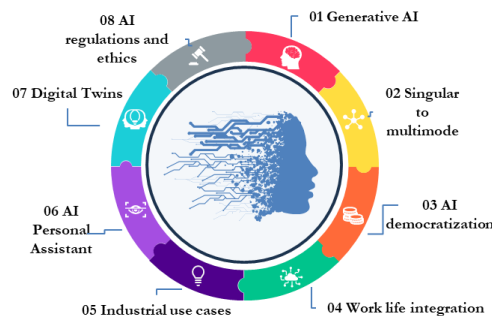 01 Generative AI
02 Singular
to
multimode
03 AI
democratization
04 Work life integration
05 Industrial use cases
06 AI
Personal
Assistant
07 Digital Twins
08 AI
regulations and
ethics